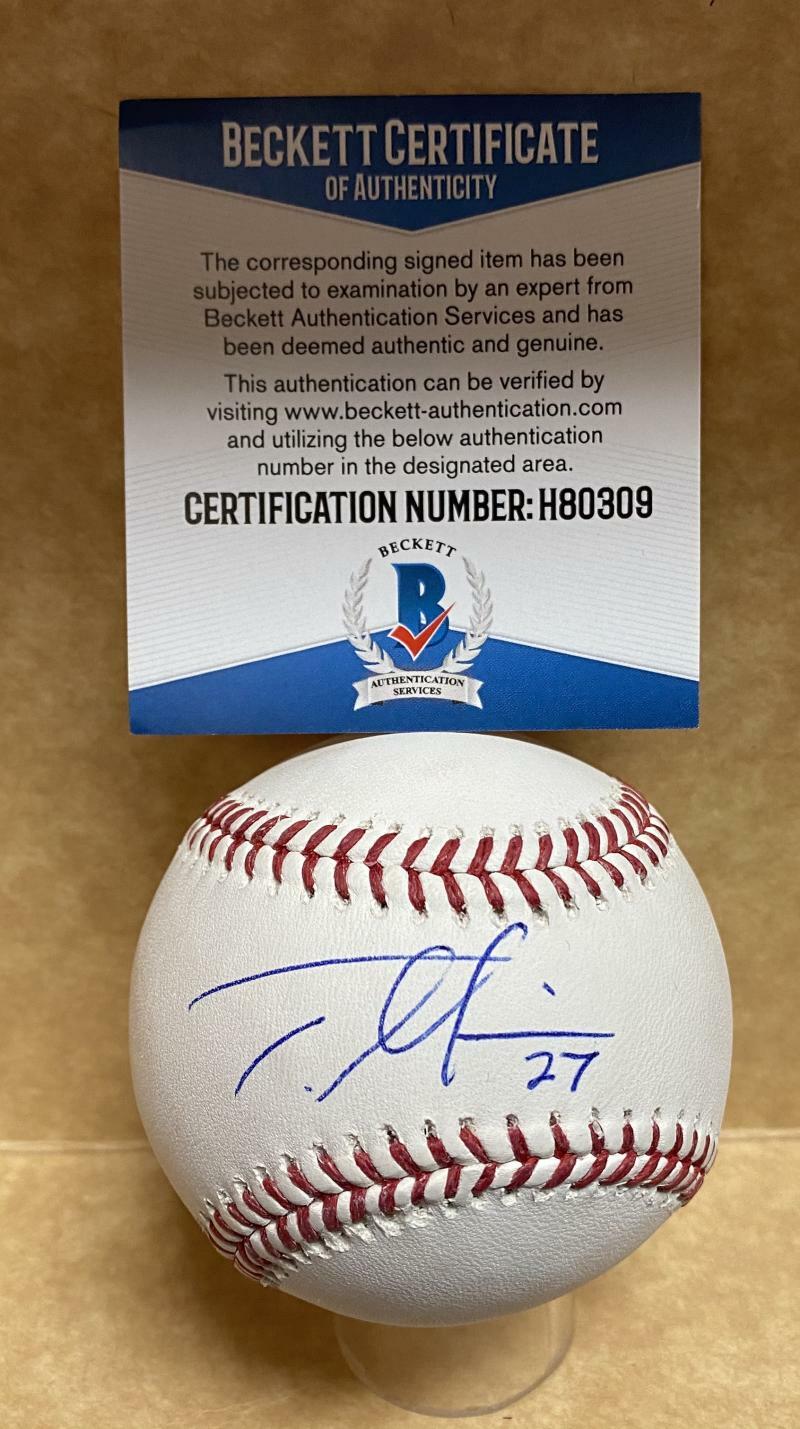 BECKETT CERTIFICATE
OF AUTHENTICITY
The corresponding signed item has been
subjected to examination by an expert from
Beckett Authentication Services and has
been deemed authentic and genuine.
This authentication can be verified by
visiting www.beckett-authentication.com
and utilizing the below authentication
number in the designated area.
CERTIFICATION NUMBER: H80309
BECKETT
B
AUTHENTICATION
SERVICES
27